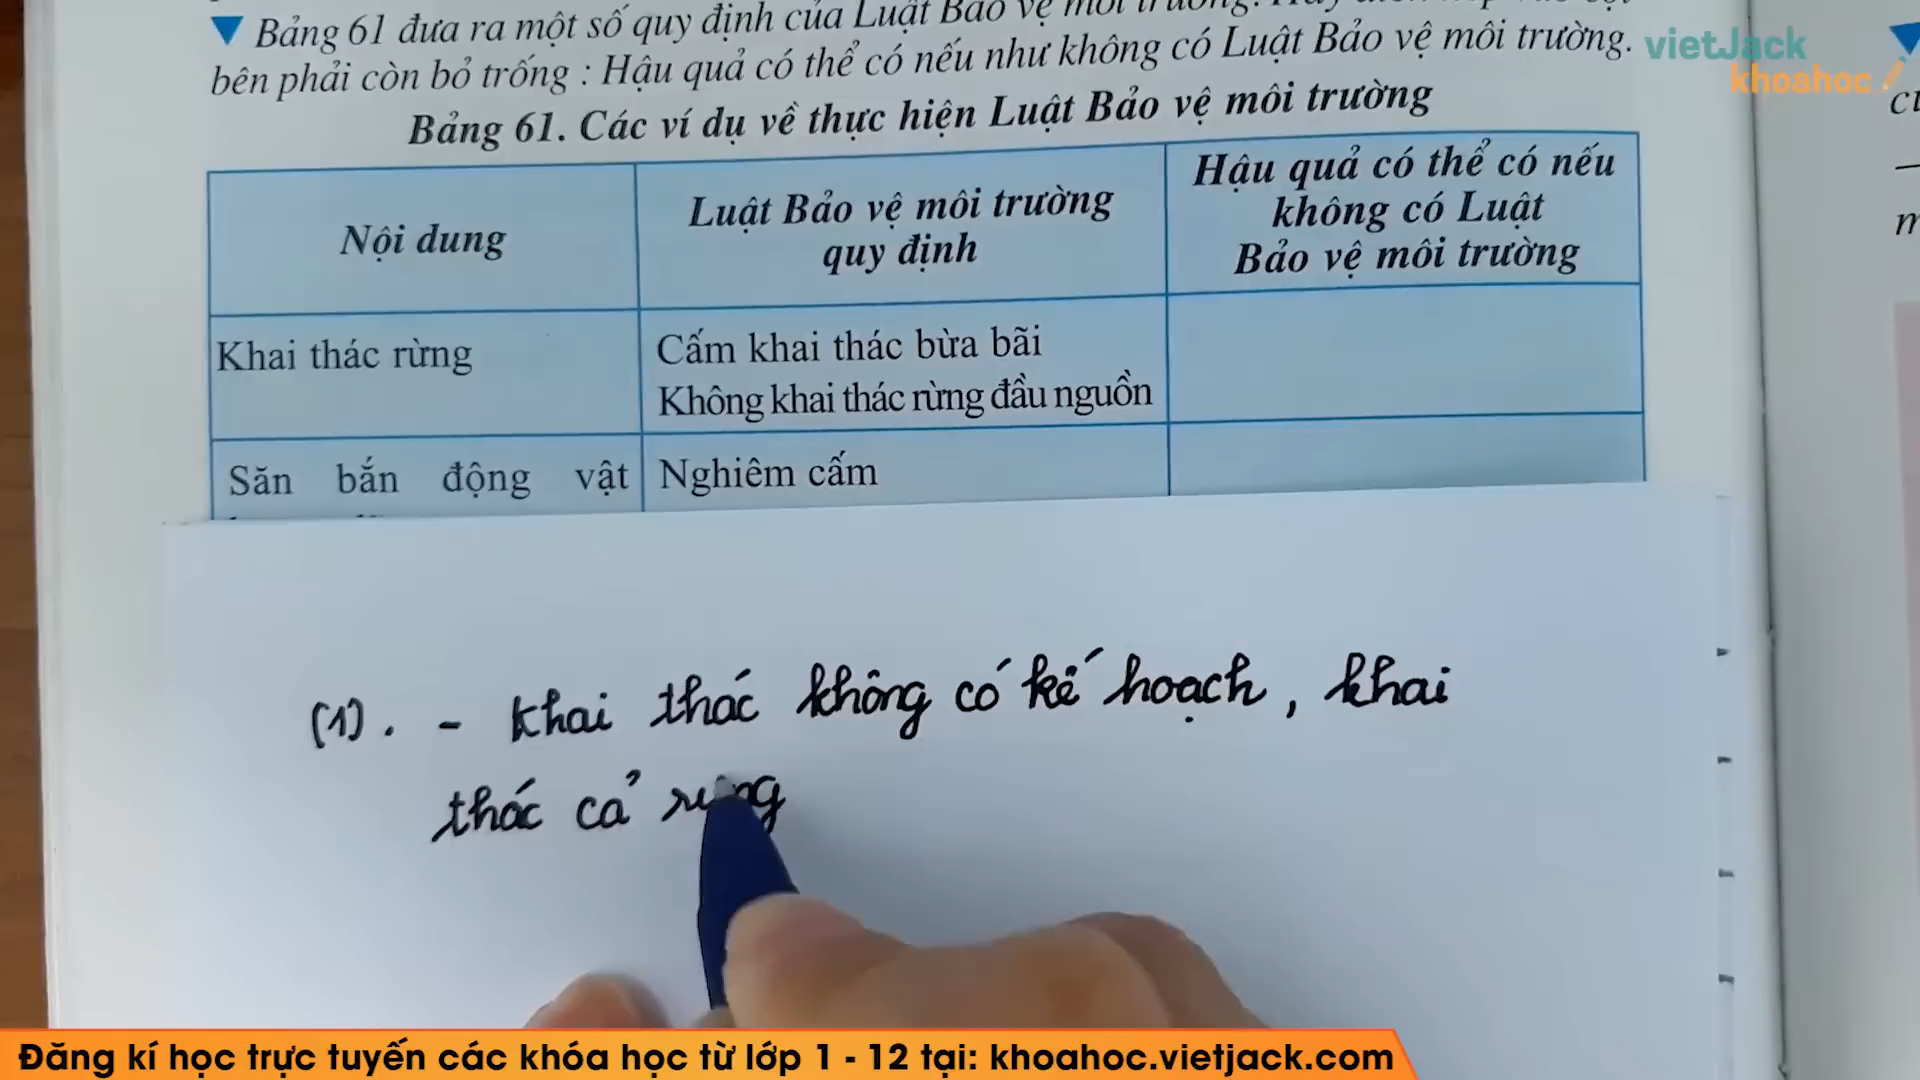 Bảng 61 đưa ra một số quy định của Luật Bảo vệ môi trường.
bên phải còn bỏ trống : Hậu quả có thể có nếu như không có Luật Bảo vệ môi trường.
vietJack
khoahoc
Bảng 61. Các ví dụ về thực hiện Luật Bảo vệ môi trường
Nội dung
Luật Bảo vệ môi trường
quy định
Hậu quả có thể có nếu
không có Luật
Bảo vệ môi trường
Khai thác rừng
Cấm khai thác bừa bãi
Không khai thác rừng đầu nguồn
Săn bắn động vật
Nghiêm cấm
(1). - Khai thác không có kế hoạch, khai
thác cả rừng
Đăng kí học trực tuyến các khóa học từ lớp 1 - 12 tại: khoahoc.vietjack.com